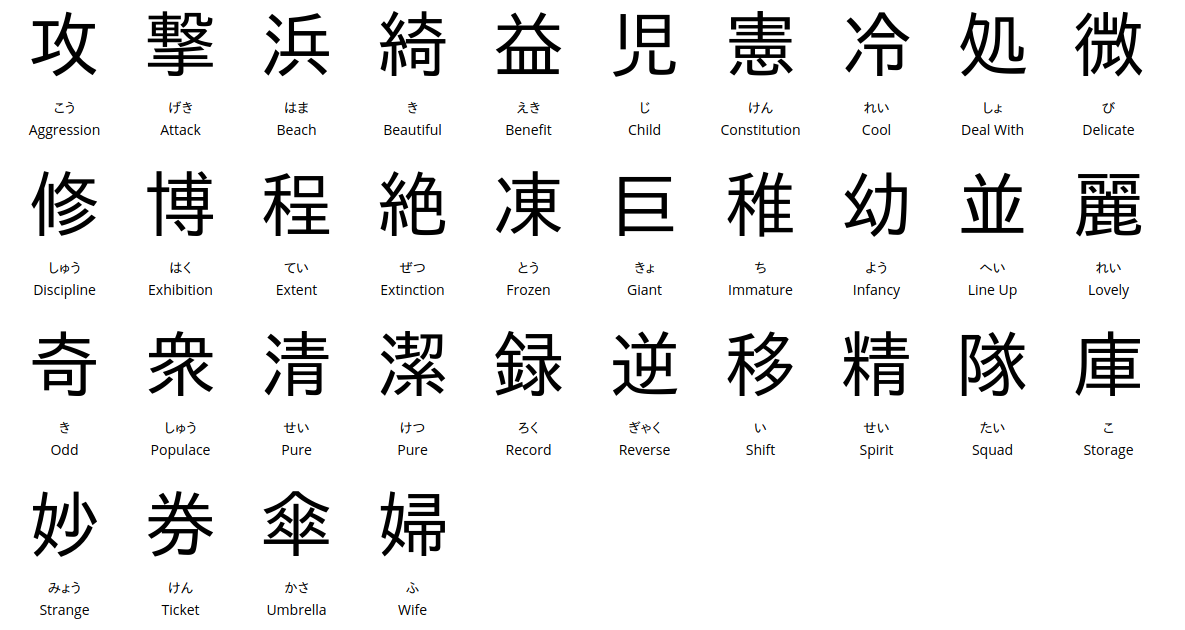 攻 撃 浜 綺 益 児 憲 冷 処 微
こう げき はま き えき じ けん れい しょ び
Aggression Attack Beach Beautiful Benefit Child Constitution Cool Deal With Delicate
修 博 程 絶 凍 巨 稚 幼 並 麗
しゅう はく てい ぜつ とう きょ ち よう へい れい
Discipline Exhibition Extent Extinction Frozen Giant Immature Infancy Line Up Lovely
奇 衆 清 潔 録 逆 移 精 隊 庫
き しゅう せい けつ ろく ぎゃく い せい たい こ
Odd Populace Pure Pure Record Reverse Shift Spirit Squad Storage
妙 券 傘 婦
みょう けん かさ ふ
Strange Ticket Umbrella Wife